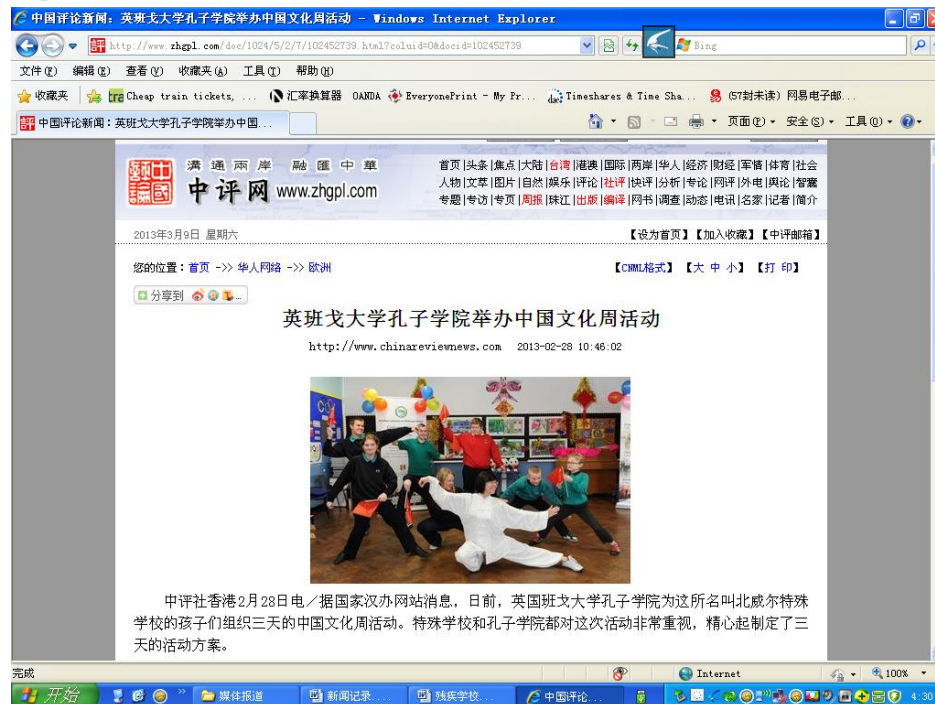 中国评论新闻: 英班戈大学孔子学院举办中国文化周活动 - Windows Internet Explorer
http://www.zhgpl.com/doc/1024/5/2/7/102452739.html?coluid=0&docid=102452739
Bing
文件(F) 编辑(E) 查看(V) 收藏夹(A) 工具(T) 帮助(H)
收藏夹 tra Cheap train tickets, ... 汇率换算器 OANDA EveryonePrint - My Pr... Timeshares & Time Sha... (57封未读) 网易电子邮...
中国评论新闻: 英班戈大学孔子学院举办中国... 页面(P) 安全(S) 工具(O)
溝通兩岸 融匯中華
中评网 www.zhgpl.com
首页|头条|焦点|大陆|台湾|港澳|国际|两岸|华人|经济|财经|军情|体育|社会
人物|文萃|图片|自然|娱乐|评论|社评|快评|分析|专论|网评|外电|舆论|智囊
专题|专访|专页|周报|珠江|出版|编译|网书|调查|动态|电讯|名家|记者|简介
2013年3月9日 星期六 【设为首页】【加入收藏】【中评邮箱】
您的位置：首页 ->> 华人网络 ->> 欧洲 【CNML格式】 【大 中 小】 【打 印】
分享到
英班戈大学孔子学院举办中国文化周活动
http://www.chinareviewnews.com 2013-02-28 10:46:02
中评社香港2月28日电／据国家汉办网站消息，日前，英国班戈大学孔子学院为这所名叫北威尔特殊
学校的孩子们组织三天的中国文化周活动。特殊学校和孔子学院都对这次活动非常重视，精心起制定了三
天的活动方案。
完成 Internet 100%
开始 媒体报道 新闻记录.... 残疾学校... 中国评论... 4:30